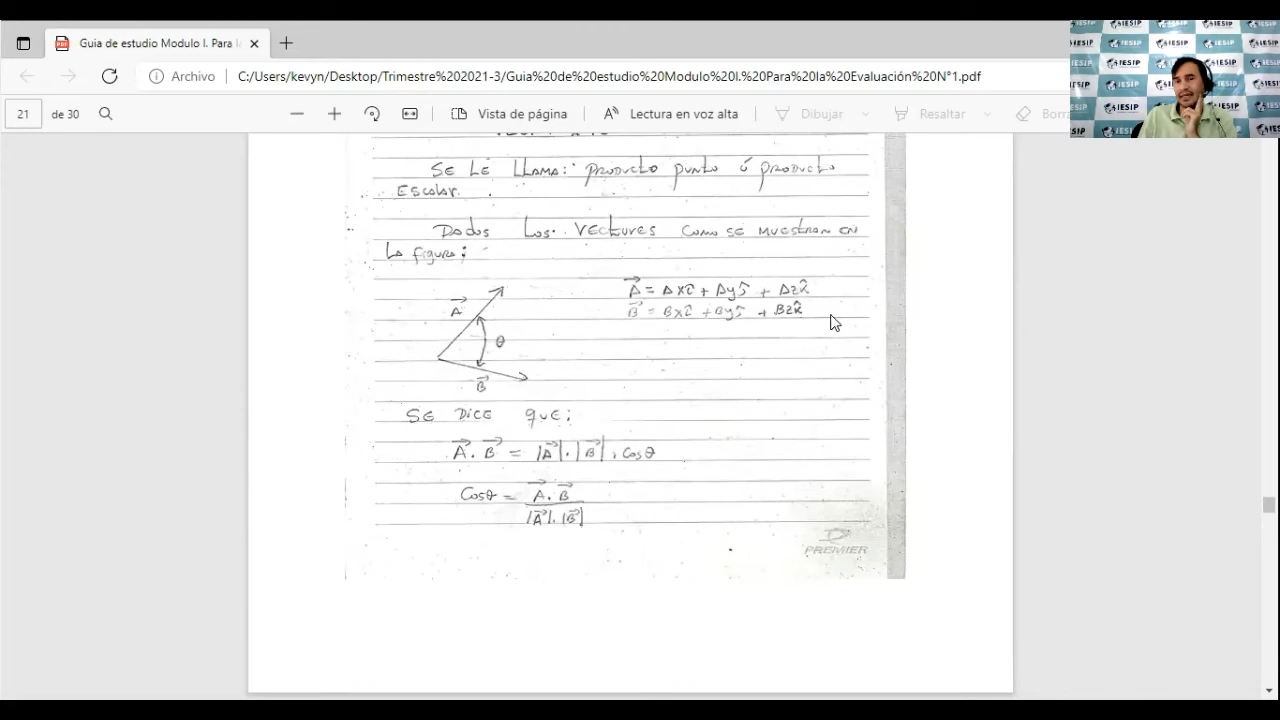 Guia de estudio Modulo I. Para l
Archivo
C:/Users/kevyn/Desktop/Trimestre%2021-3/Guia%20de%20estudio%20Modulo%20I.%20Para%20la%20Evaluación%20N°1.pdf
21 de 30
Vista de página
Lectura en voz alta
Dibujar
Resaltar
Borra
IESIP
SE LE LLAMA: PRODUCTO PUNTO ó PRODUCTO
Escalar.
Dados Los VECTORES COMO SE MUESTRAN EN
La figura:
A⃗ = Axî + Ayĵ + Azk̂
B⃗ = Bxî + Byĵ + Bzk̂
A⃗
θ
B⃗
SE DICE QUE:
A⃗ . B⃗ = |A⃗| . |B⃗| . Cosθ
Cosθ = A⃗ . B⃗
|A⃗| . |B⃗|
PREMIER